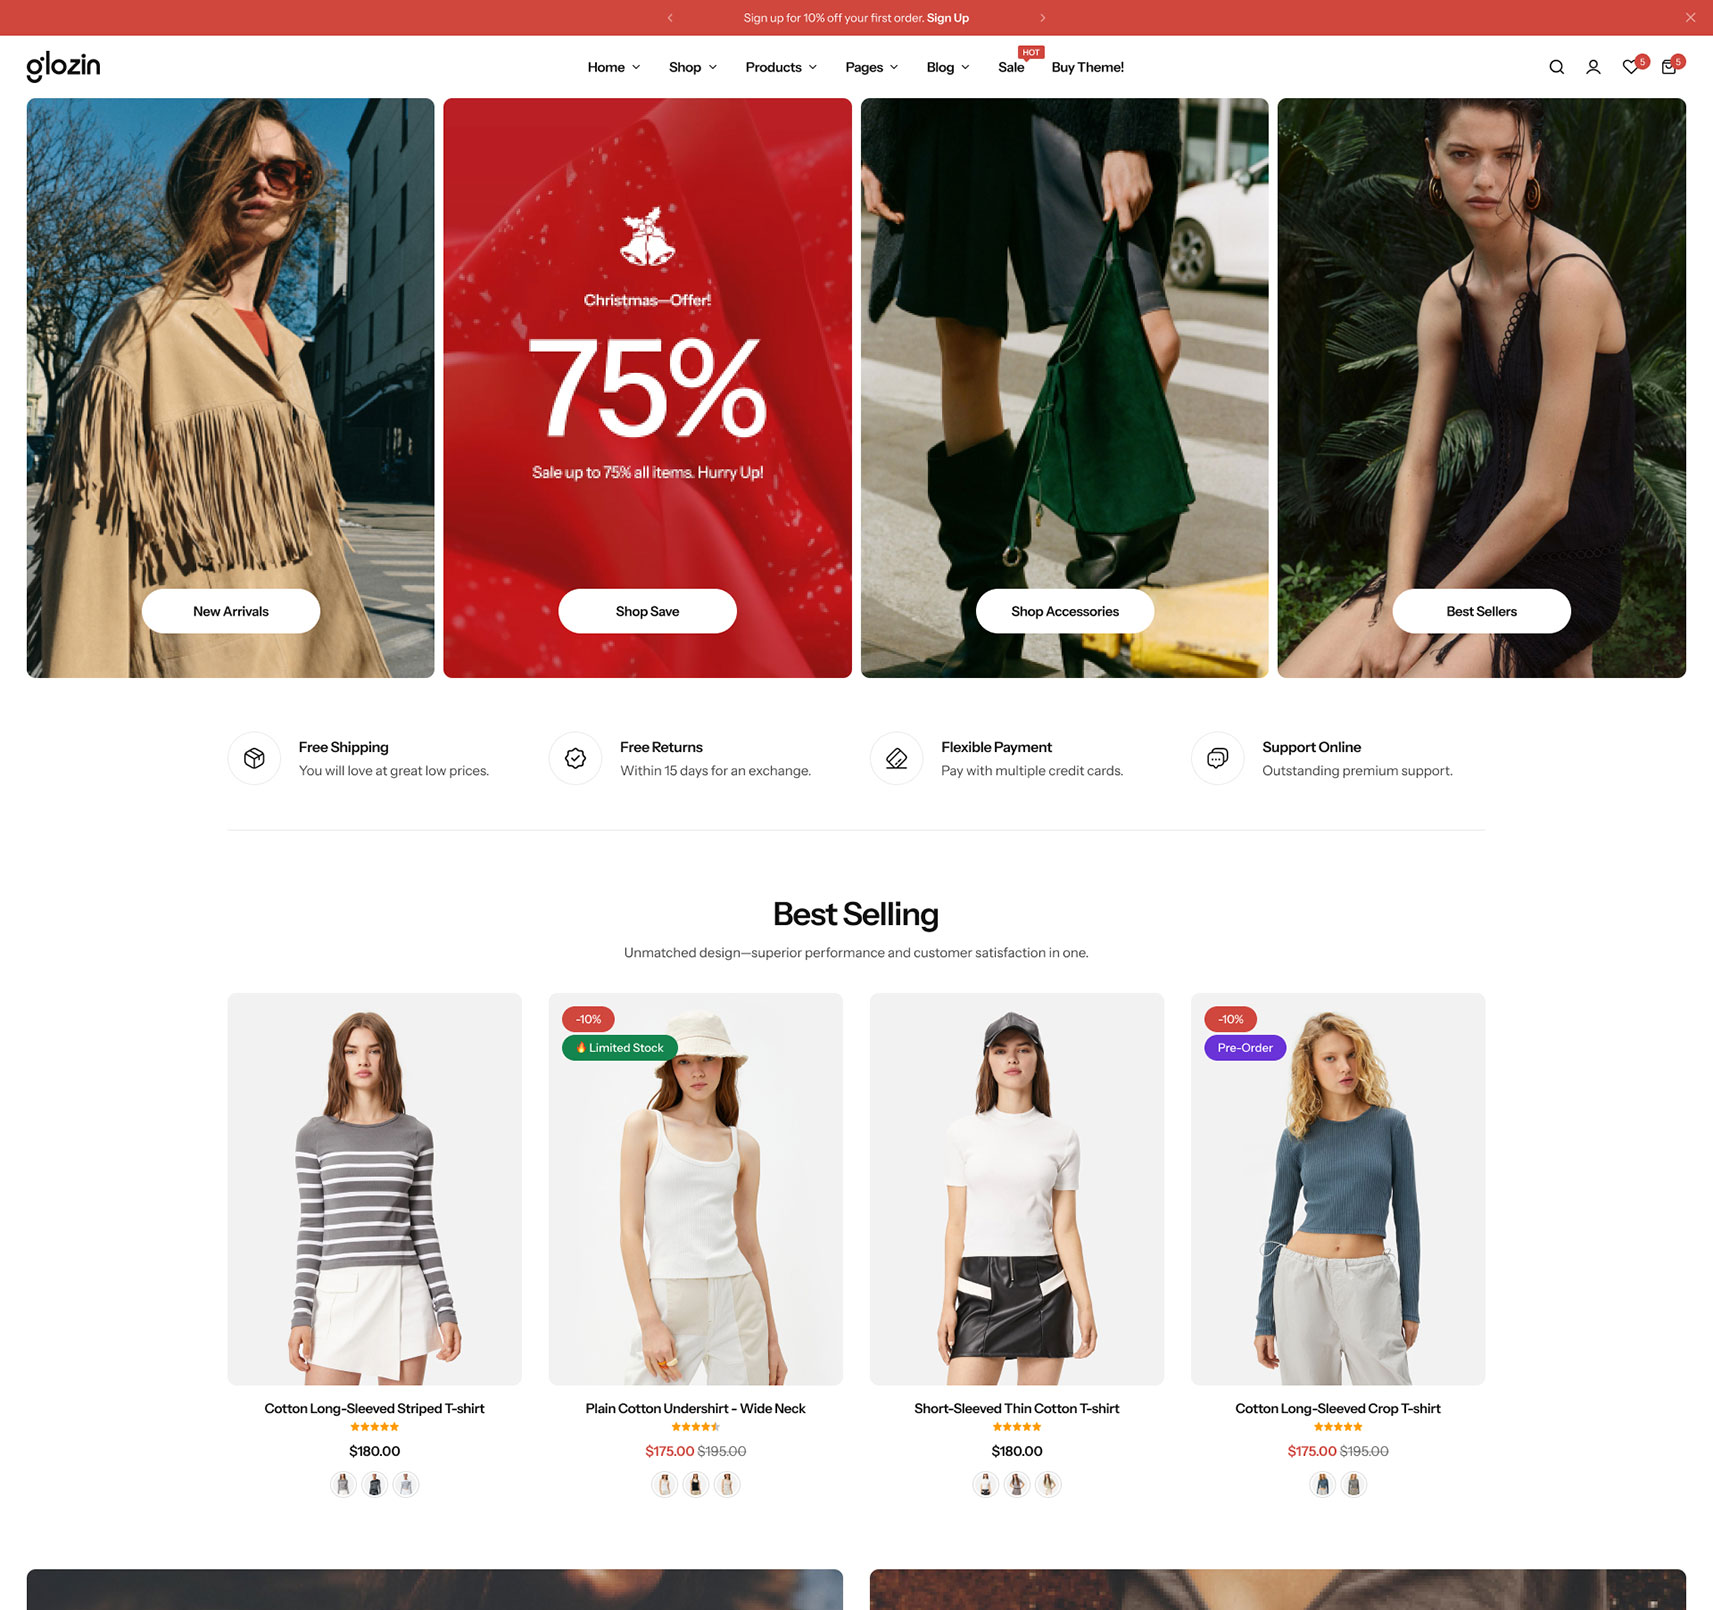 Sign up for 10% off your first order. Sign Up
glozin
Home Shop Products Pages Blog Sale HOT Buy Theme!
5 5
Christmas—Offer!
75%
Sale up to 75% all items. Hurry Up!
New Arrivals
Shop Save
Shop Accessories
Best Sellers
Free Shipping
You will love at great low prices.
Free Returns
Within 15 days for an exchange.
Flexible Payment
Pay with multiple credit cards.
Support Online
Outstanding premium support.
Best Selling
Unmatched design—superior performance and customer satisfaction in one.
Cotton Long-Sleeved Striped T-shirt
$180.00
-10%
🔥 Limited Stock
Plain Cotton Undershirt - Wide Neck
$175.00 $195.00
Short-Sleeved Thin Cotton T-shirt
$180.00
-10%
Pre-Order
Cotton Long-Sleeved Crop T-shirt
$175.00 $195.00